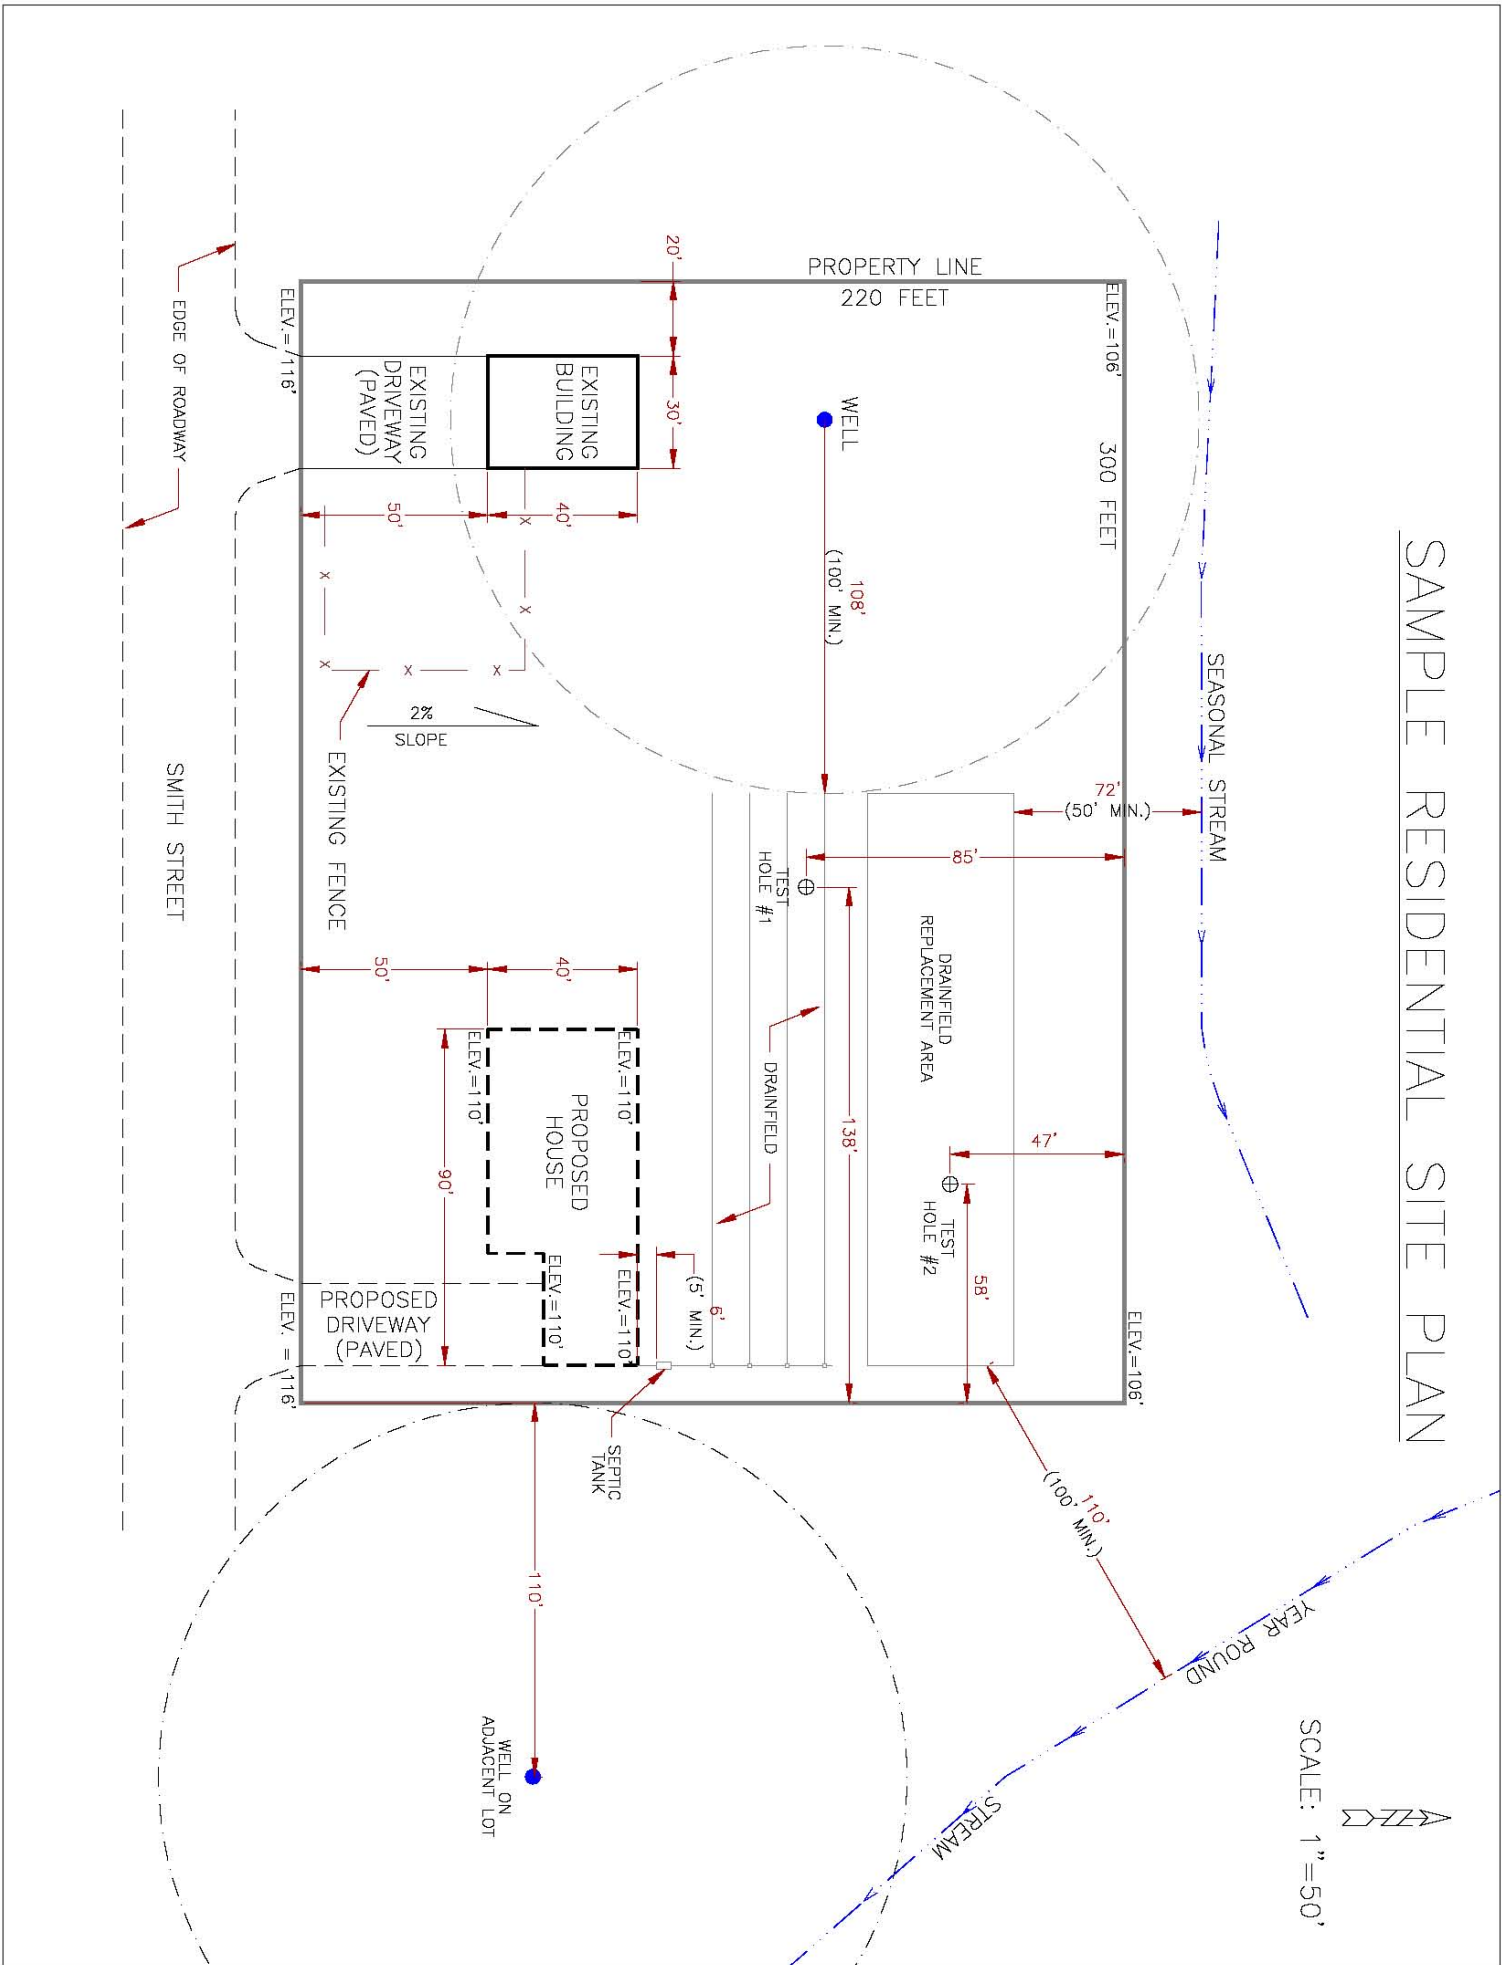 SAMPLE RESIDENTIAL SITE PLAN
SCALE: 1"=50'
N
SEASONAL STREAM
YEAR ROUND
STREAM
PROPERTY LINE
220 FEET
300 FEET
ELEV.=106'
ELEV.=106'
72'
(50' MIN.)
110'
(100' MIN.)
WELL
108'
(100' MIN.)
85'
47'
TEST
HOLE #1
TEST
HOLE #2
DRAINFIELD
REPLACEMENT AREA
138'
58'
DRAINFIELD
20'
30'
EXISTING
BUILDING
40'
50'
EXISTING
DRIVEWAY
(PAVED)
X
X
X
X
X
X
EXISTING FENCE
2%
SLOPE
40'
50'
ELEV.=110'
ELEV.=110'
PROPOSED
HOUSE
ELEV.=110'
ELEV.=110'
90'
6'
(5' MIN.)
SEPTIC
TANK
PROPOSED
DRIVEWAY
(PAVED)
110'
WELL ON
ADJACENT LOT
ELEV.=116'
ELEV. =116'
EDGE OF ROADWAY
SMITH STREET